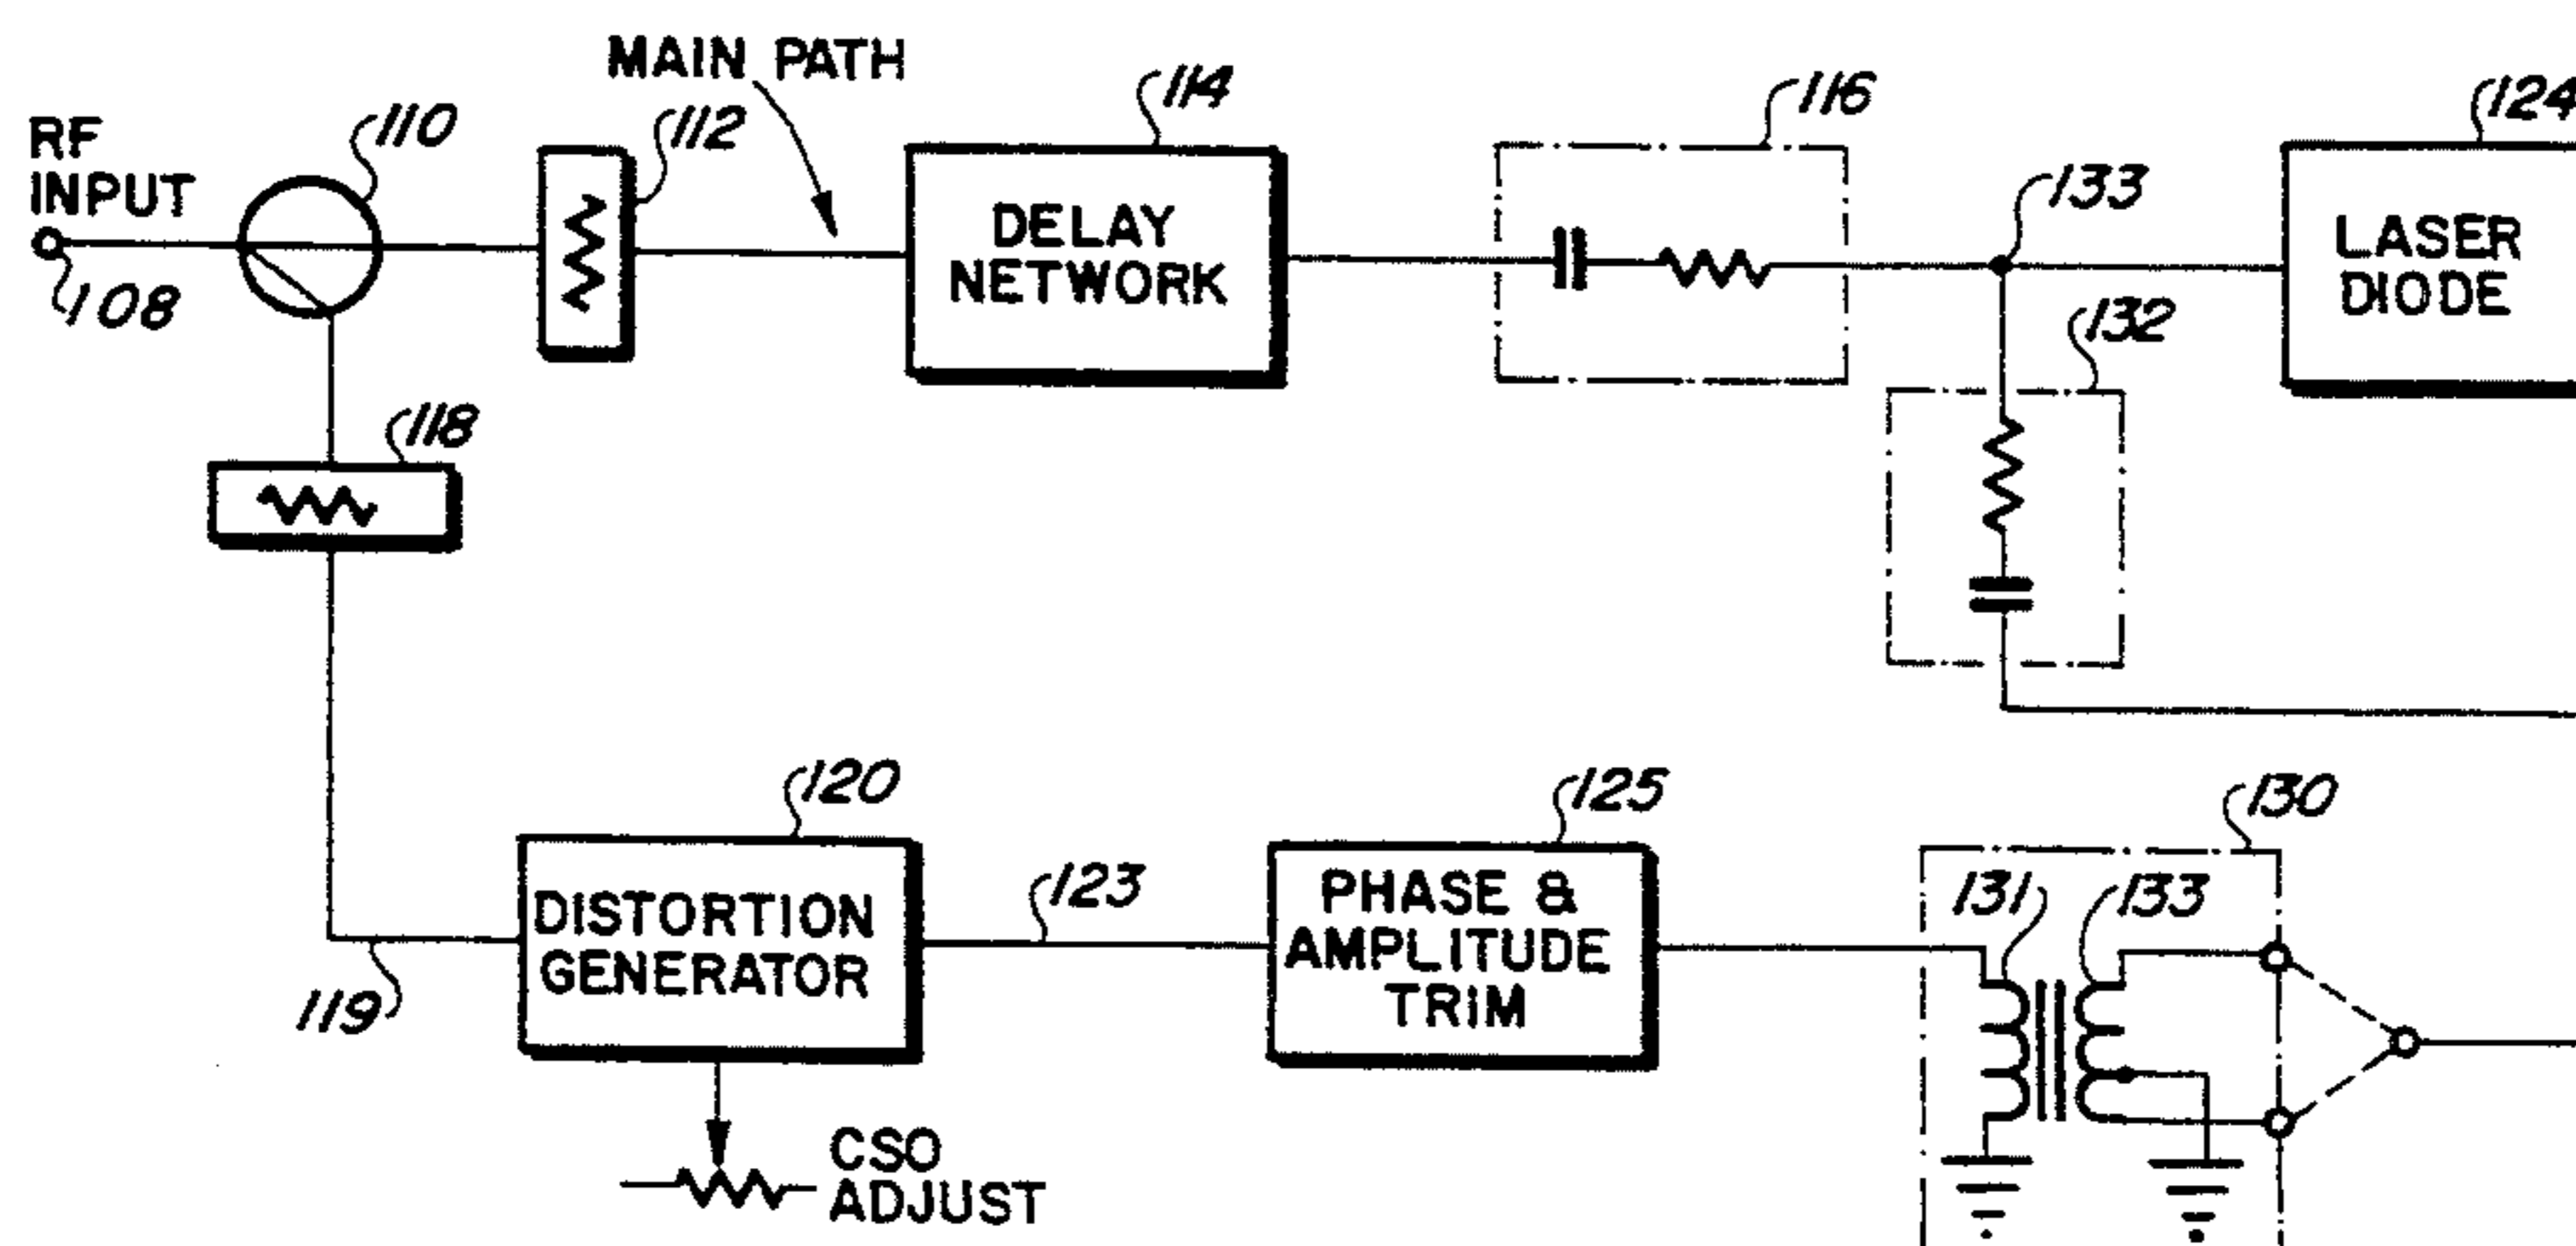 MAIN PATH
RF
INPUT
108
110
112
114
DELAY
NETWORK
116
133
124
LASER
DIODE
132
118
119
120
DISTORTION
GENERATOR
CSO
ADJUST
123
125
PHASE &
AMPLITUDE
TRIM
130
131
133